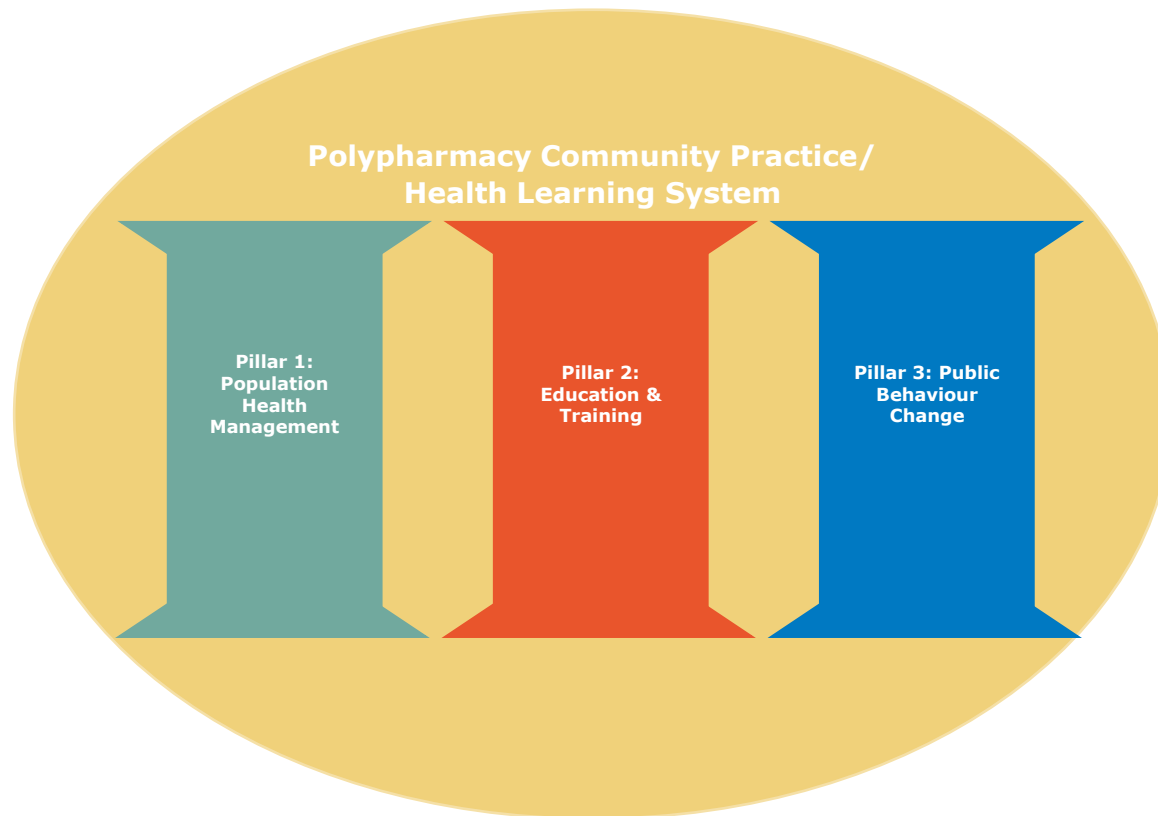 Polypharmacy Community Practice/
Health Learning System
Pillar 1:
Population
Health
Management
Pillar 2:
Education &
Training
Pillar 3: Public
Behaviour
Change